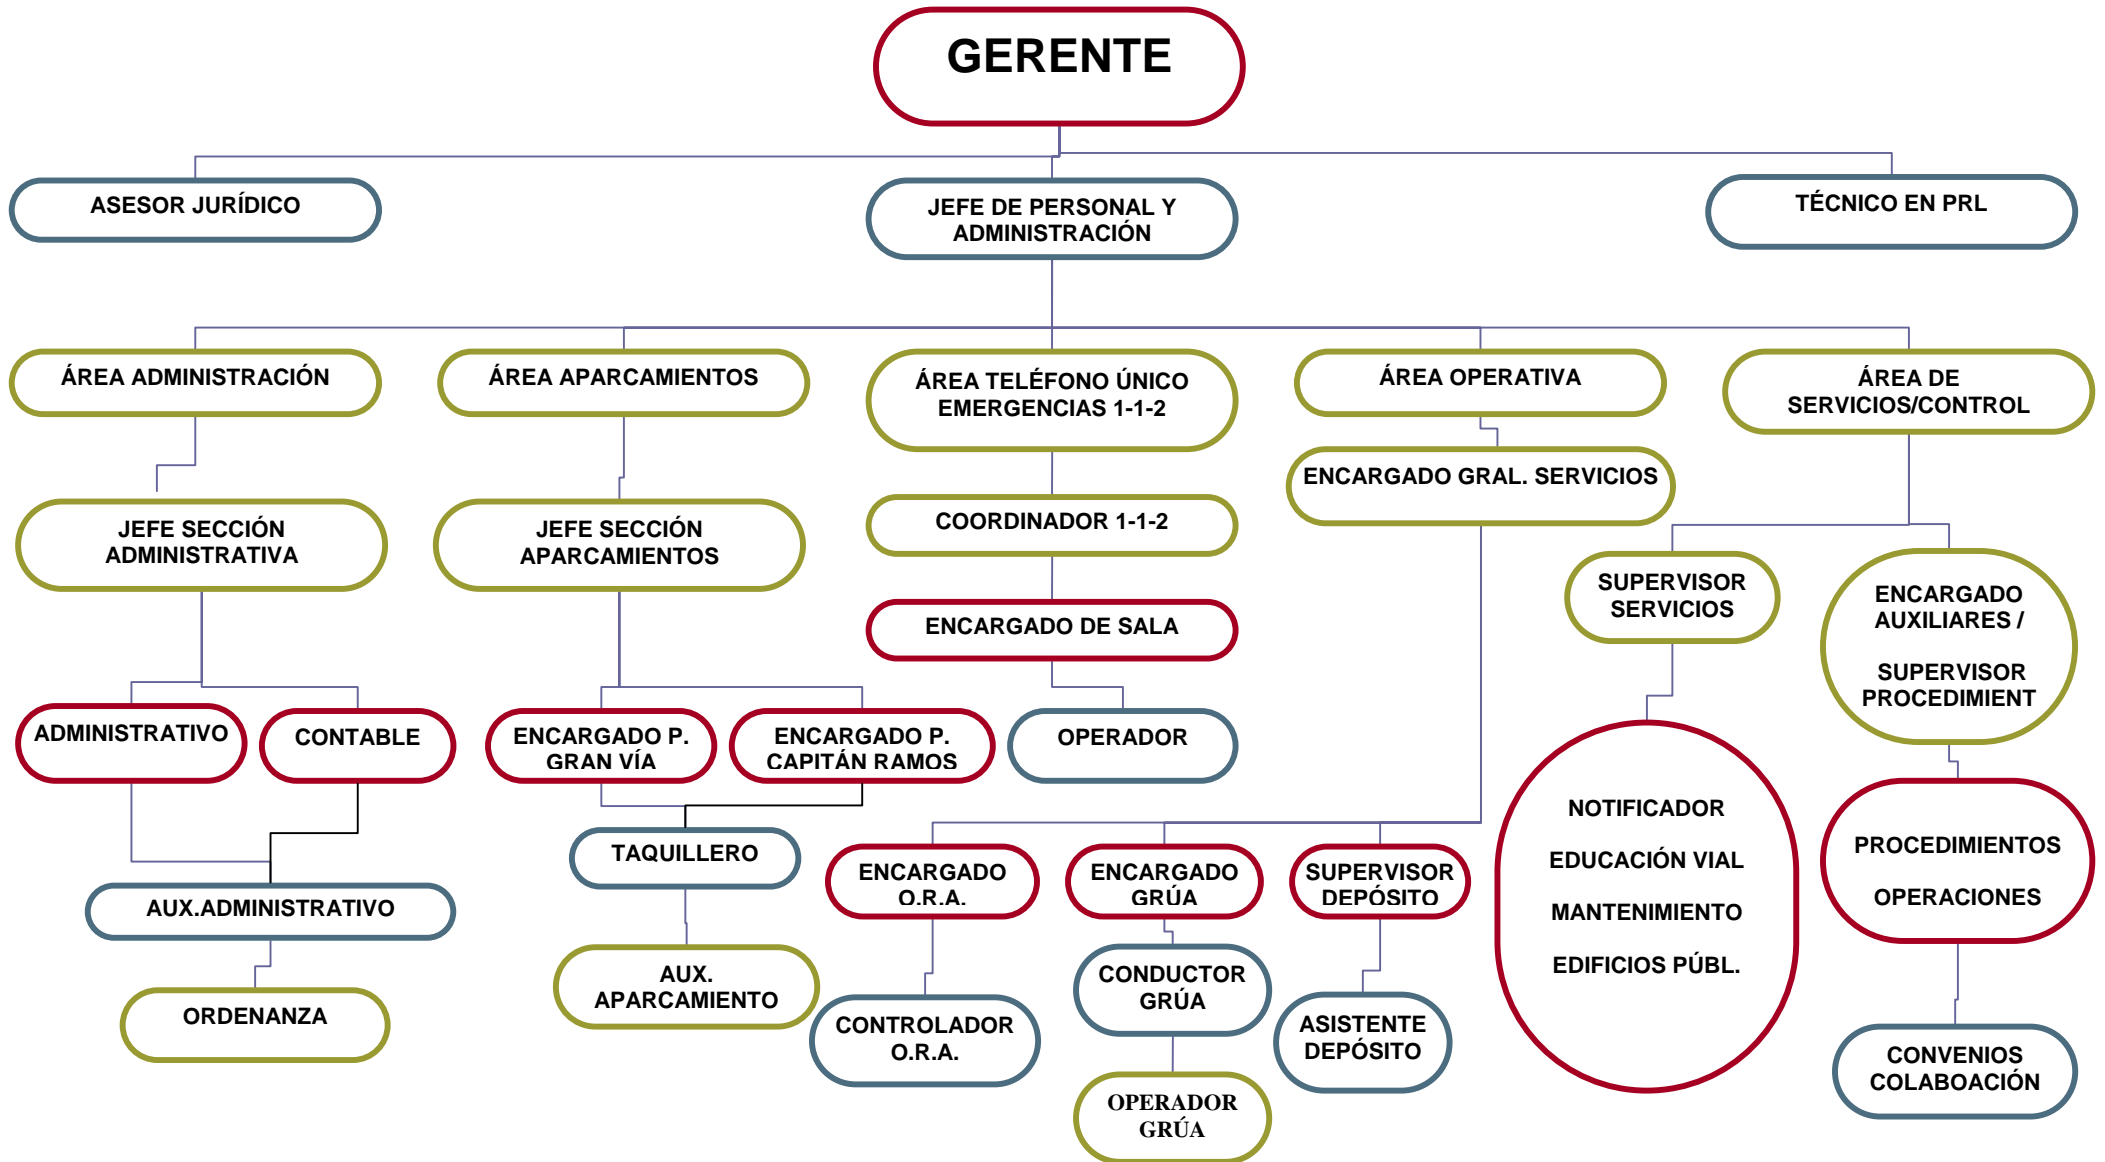 GERENTE
ASESOR JURÍDICO
JEFE DE PERSONAL Y
ADMINISTRACIÓN
TÉCNICO EN PRL
ÁREA ADMINISTRACIÓN
ÁREA APARCAMIENTOS
ÁREA TELÉFONO ÚNICO
EMERGENCIAS 1-1-2
ÁREA OPERATIVA
ÁREA DE
SERVICIOS/CONTROL
ENCARGADO GRAL. SERVICIOS
JEFE SECCIÓN
ADMINISTRATIVA
JEFE SECCIÓN
APARCAMIENTOS
COORDINADOR 1-1-2
SUPERVISOR
SERVICIOS
ENCARGADO
AUXILIARES /
SUPERVISOR
PROCEDIMIENT
ENCARGADO DE SALA
ADMINISTRATIVO
CONTABLE
ENCARGADO P.
GRAN VÍA
ENCARGADO P.
CAPITÁN RAMOS
OPERADOR
NOTIFICADOR
EDUCACIÓN VIAL
MANTENIMIENTO
EDIFICIOS PÚBL.
PROCEDIMIENTOS
OPERACIONES
TAQUILLERO
ENCARGADO
O.R.A.
ENCARGADO
GRÚA
SUPERVISOR
DEPÓSITO
AUX.ADMINISTRATIVO
AUX.
APARCAMIENTO
CONDUCTOR
GRÚA
ORDENANZA
CONTROLADOR
O.R.A.
ASISTENTE
DEPÓSITO
CONVENIOS
COLABOACIÓN
OPERADOR
GRÚA